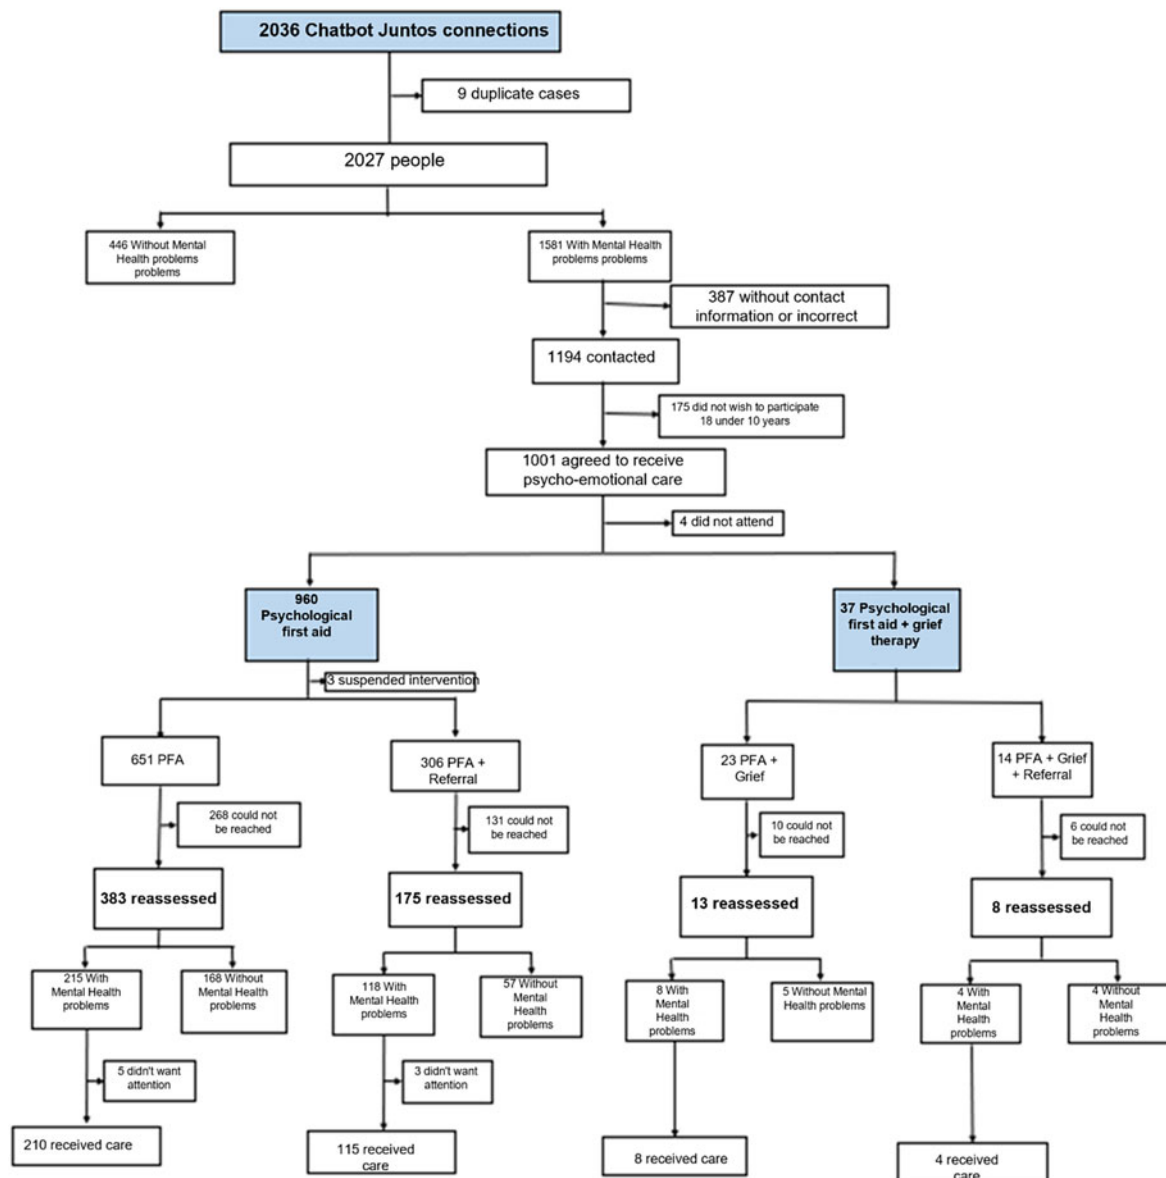 2036 Chatbot Juntos connections
9 duplicate cases
2027 people
446 Without Mental
Health problems
problems
1581 With Mental Health
problems problems
387 without contact
information or incorrect
1194 contacted
175 did not wish to participate
18 under 10 years
1001 agreed to receive
psycho-emotional care
4 did not attend
960
Psychological
first aid
37 Psychological
first aid + grief
therapy
3 suspended intervention
651 PFA
306 PFA +
Referral
23 PFA +
Grief
14 PFA + Grief
+ Referral
268 could not
be reached
131 could not
be reached
10 could not
be reached
6 could not
be reached
383 reassessed
175 reassessed
13 reassessed
8 reassessed
215 With
Mental Health
problems
168 Without
Mental Health
problems
118 With
Mental Health
problems
57 Without
Mental
Health
problems
8 With
Mental
Health
problems
5 Without Mental
Health problems
4 With
Mental
Health
problems
4 Without
Mental
Health
problems
5 didn't want
attention
3 didn't want
attention
210 received care
115 received
care
8 received care
4 received
care